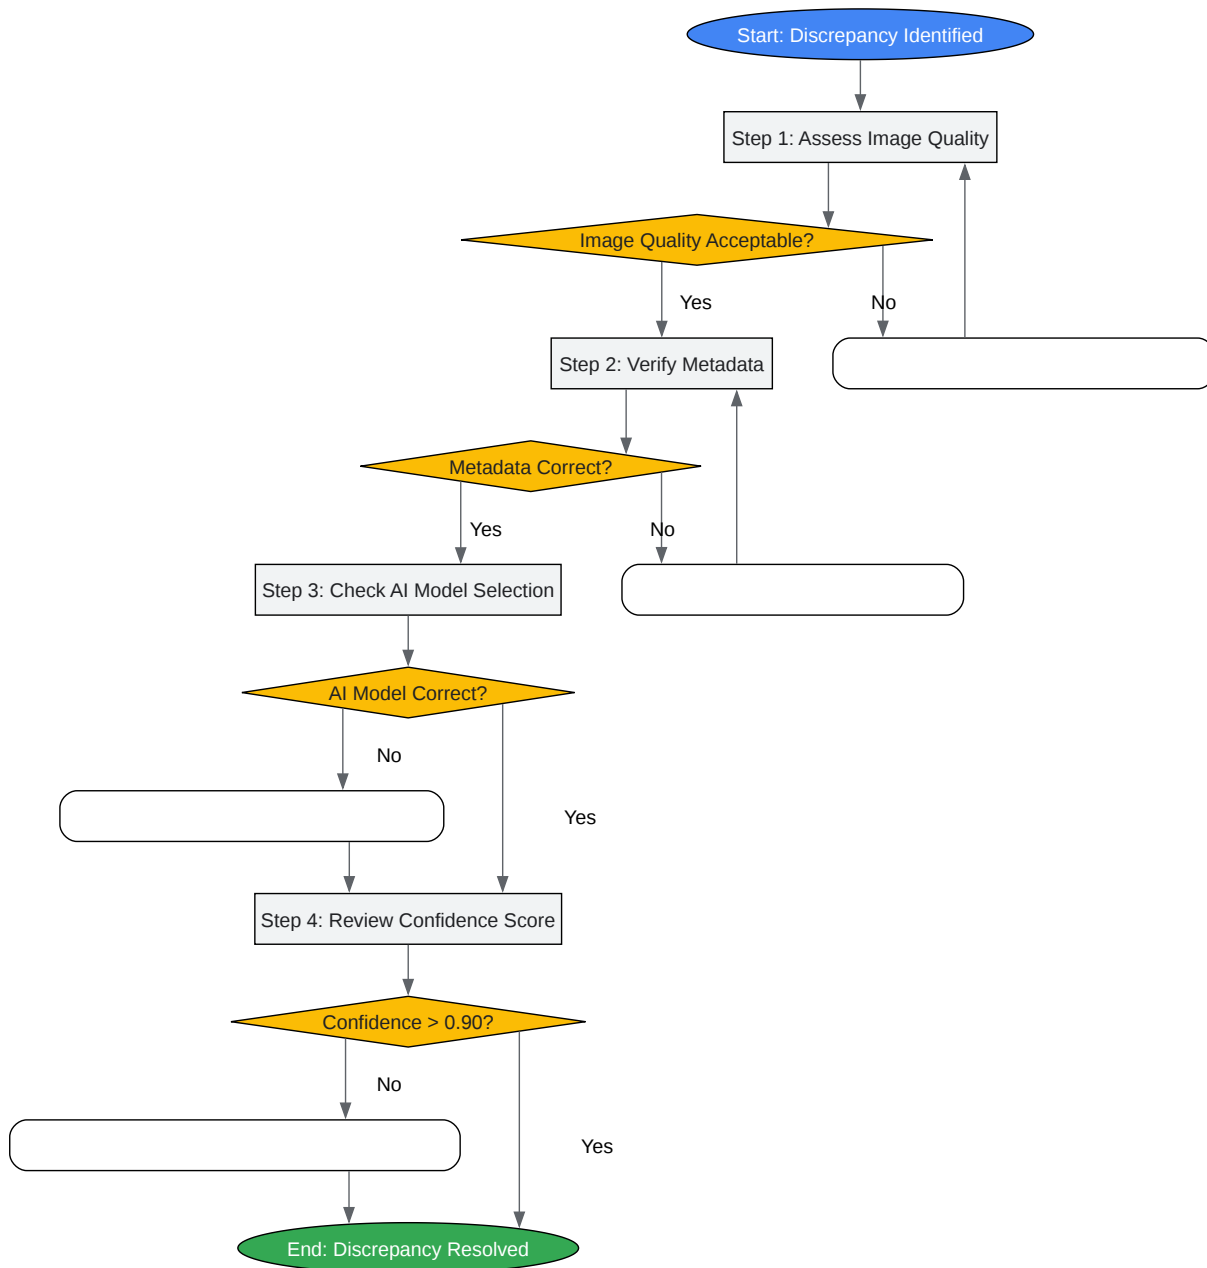 Start: Discrepancy Identified
Step 1: Assess Image Quality
Image Quality Acceptable?
Yes
No
Step 2: Verify Metadata
Metadata Correct?
Yes
No
Step 3: Check AI Model Selection
AI Model Correct?
No
Yes
Step 4: Review Confidence Score
Confidence > 0.90?
No
Yes
End: Discrepancy Resolved